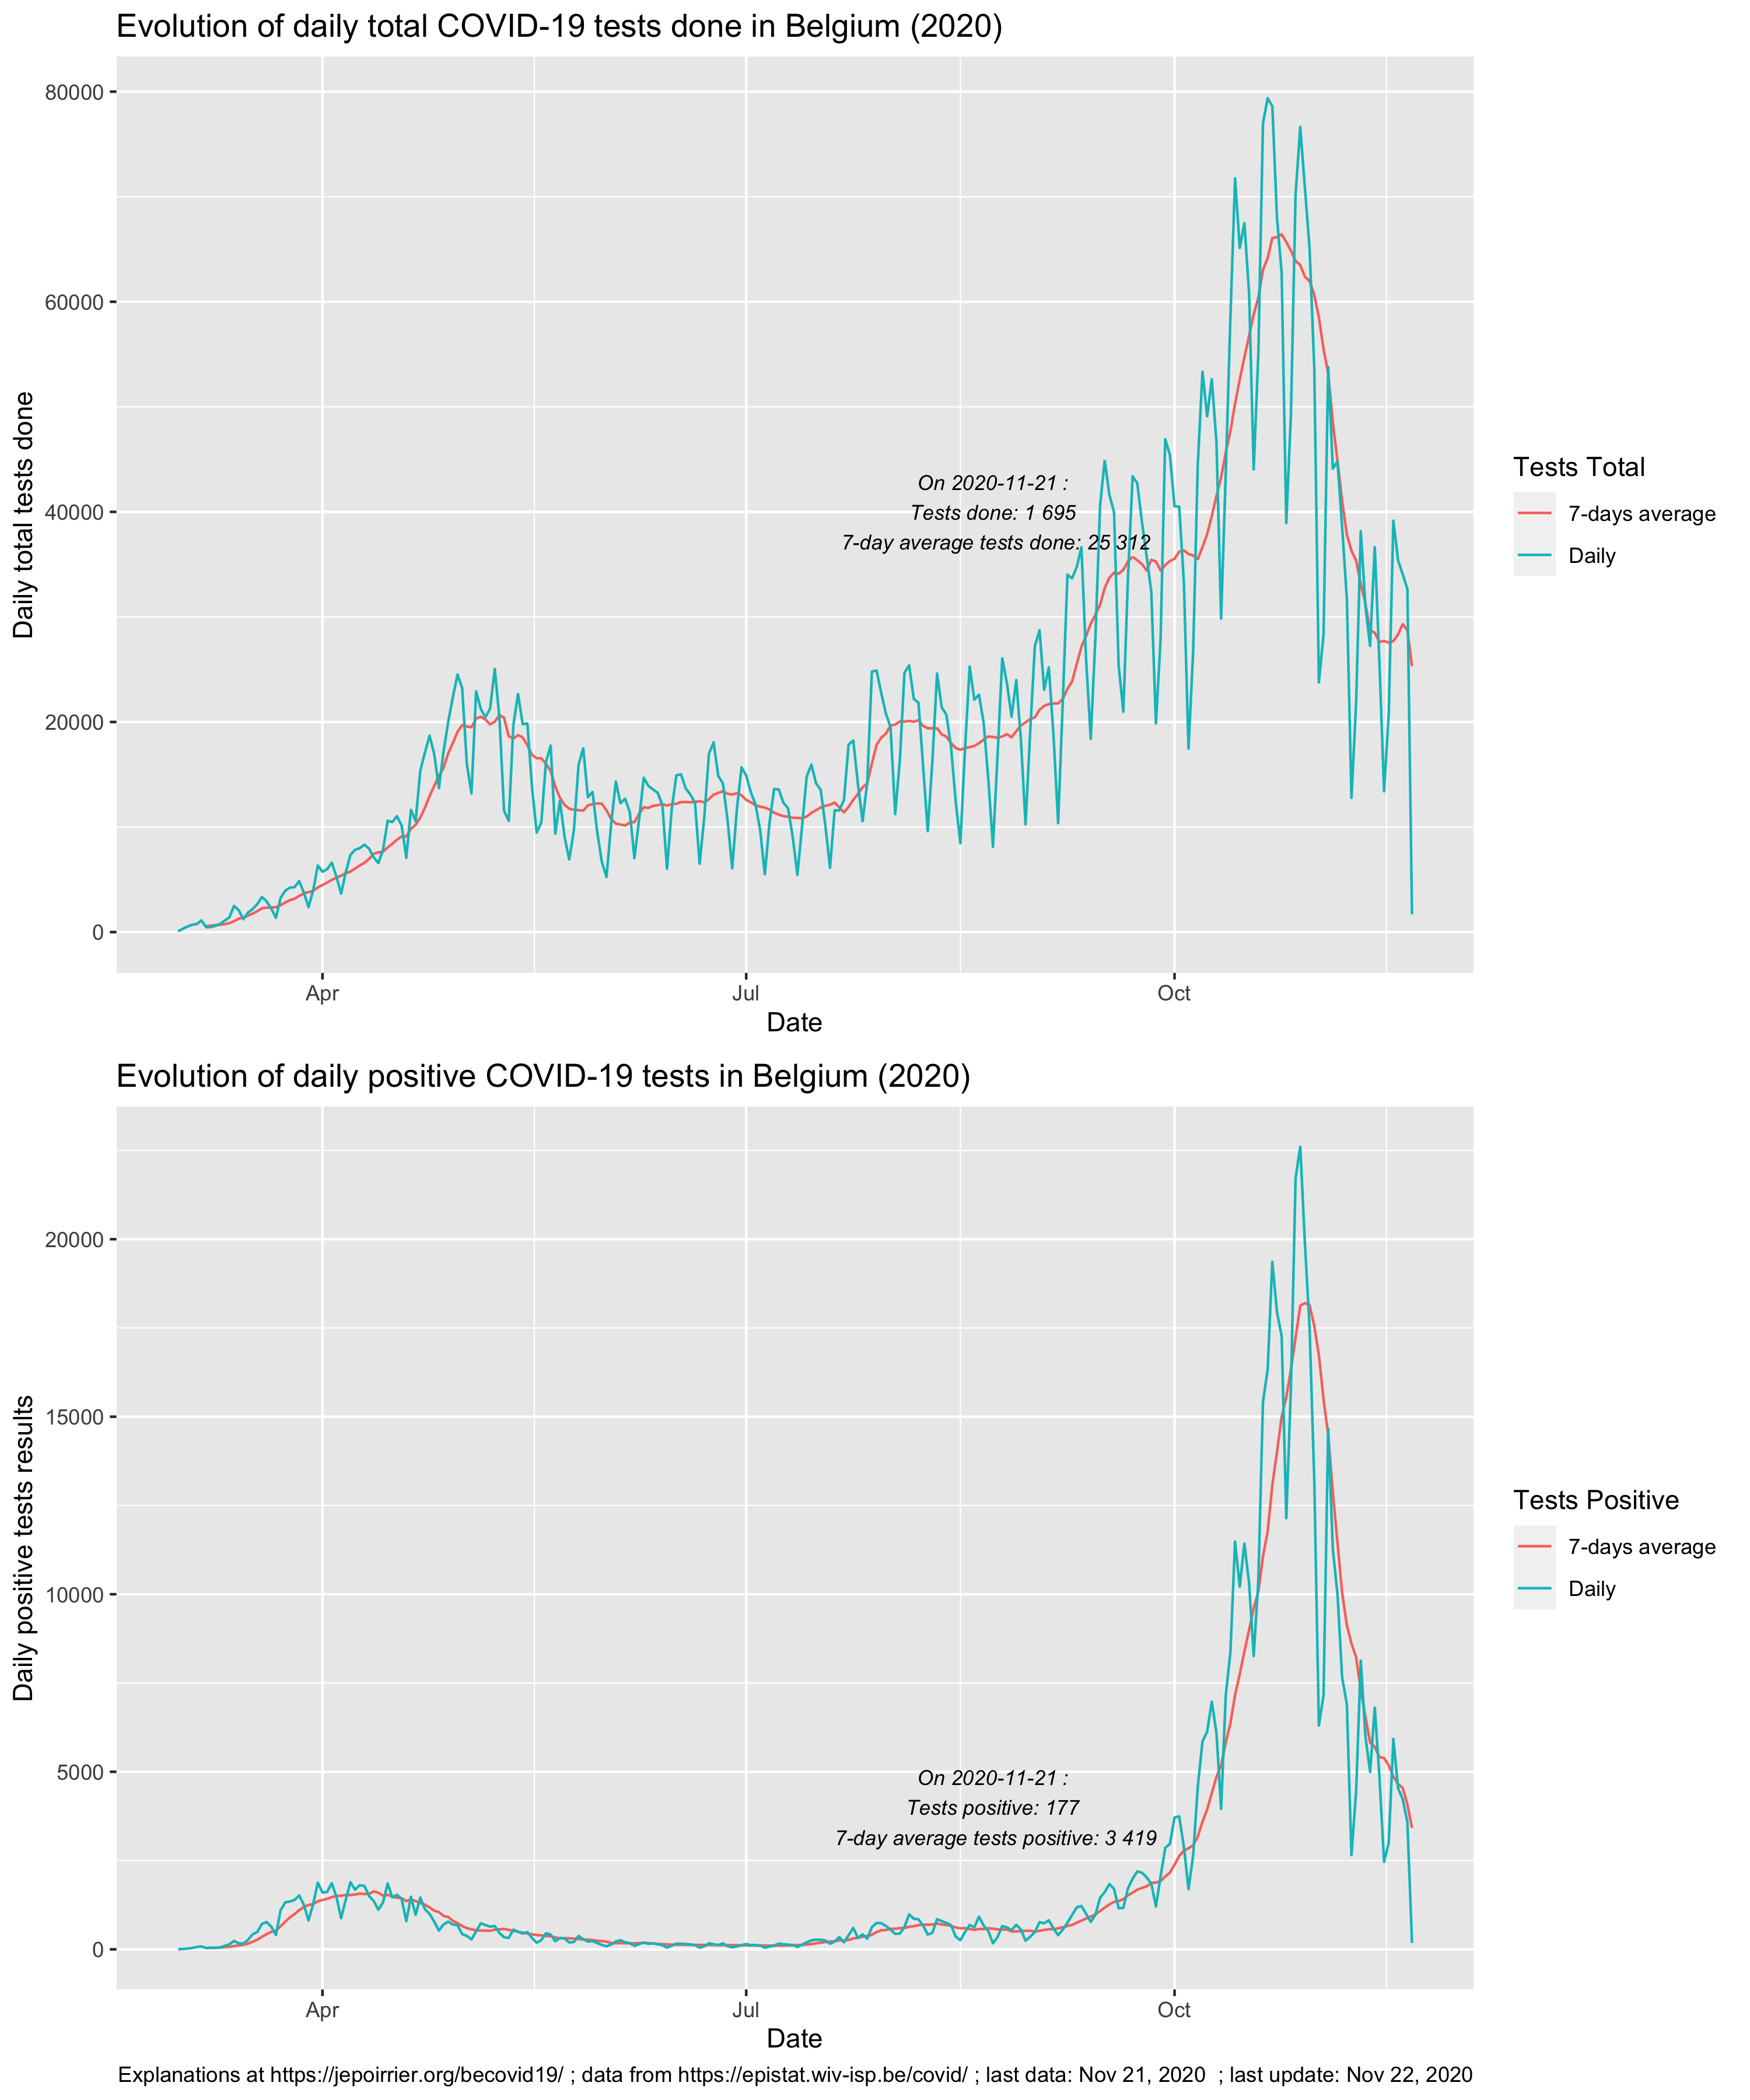 Evolution of daily total COVID-19 tests done in Belgium (2020)
Daily total tests done
80000
60000
40000
20000
0
On 2020-11-21 :
Tests done: 1 695
7-day average tests done: 25 312
Apr
Jul
Oct
Date
Tests Total
7-days average
Daily
Evolution of daily positive COVID-19 tests in Belgium (2020)
Daily positive tests results
20000
15000
10000
5000
0
On 2020-11-21 :
Tests positive: 177
7-day average tests positive: 3 419
Apr
Jul
Oct
Date
Tests Positive
7-days average
Daily
Explanations at https://jepoirrier.org/becovid19/ ; data from https://epistat.wiv-isp.be/covid/ ; last data: Nov 21, 2020  ; last update: Nov 22, 2020